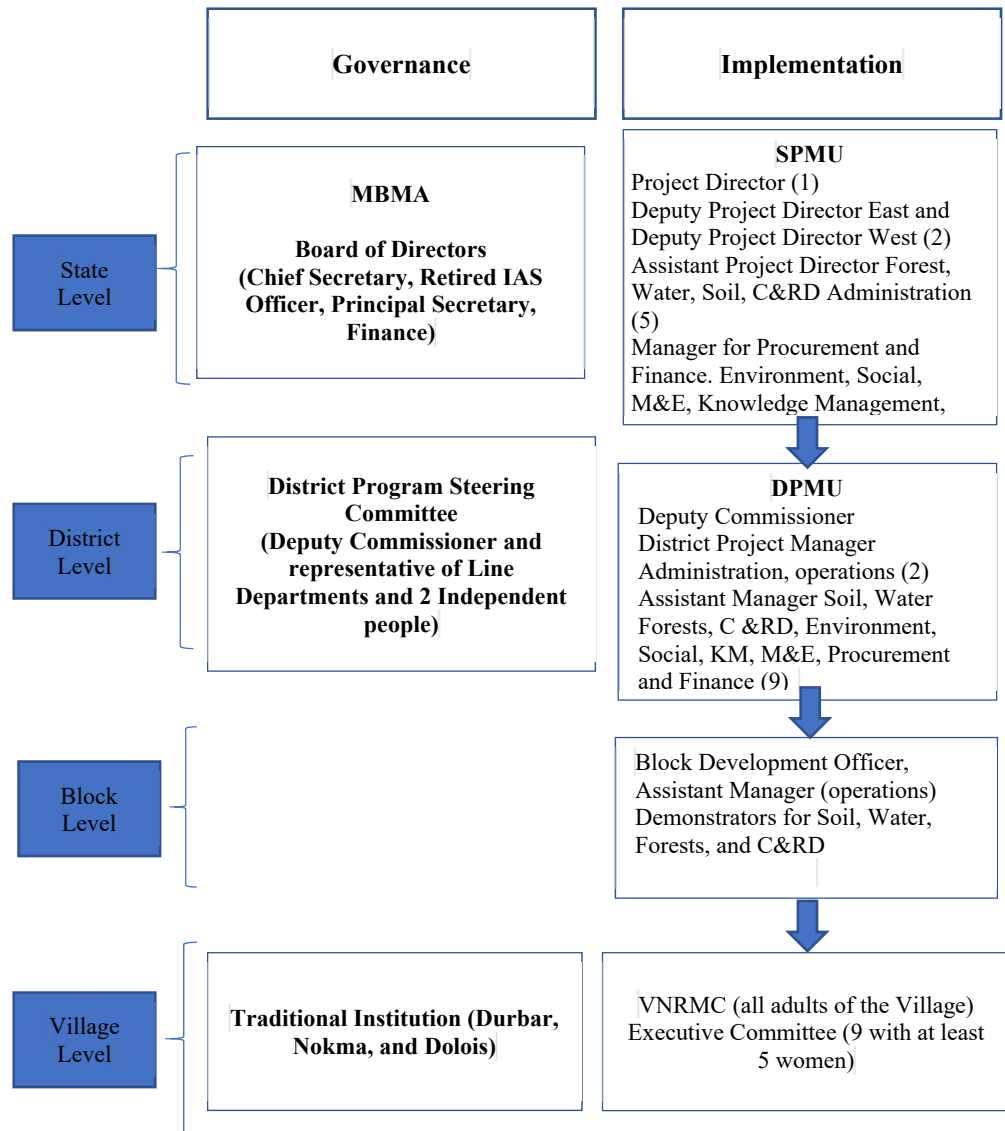 Governance
Implementation
State
Level
MBMA
Board of Directors
(Chief Secretary, Retired IAS
Officer, Principal Secretary,
Finance)
SPMU
Project Director (1)
Deputy Project Director East and
Deputy Project Director West (2)
Assistant Project Director Forest,
Water, Soil, C&RD Administration
(5)
Manager for Procurement and
Finance. Environment, Social,
M&E, Knowledge Management,
District
Level
District Program Steering
Committee
(Deputy Commissioner and
representative of Line
Departments and 2 Independent
people)
DPMU
Deputy Commissioner
District Project Manager
Administration, operations (2)
Assistant Manager Soil, Water
Forests, C &RD, Environment,
Social, KM, M&E, Procurement
and Finance (9)
Block
Level
Block Development Officer,
Assistant Manager (operations)
Demonstrators for Soil, Water,
Forests, and C&RD
Village
Level
Traditional Institution (Durbar,
Nokma, and Dolois)
VNRMC (all adults of the Village)
Executive Committee (9 with at least
5 women)